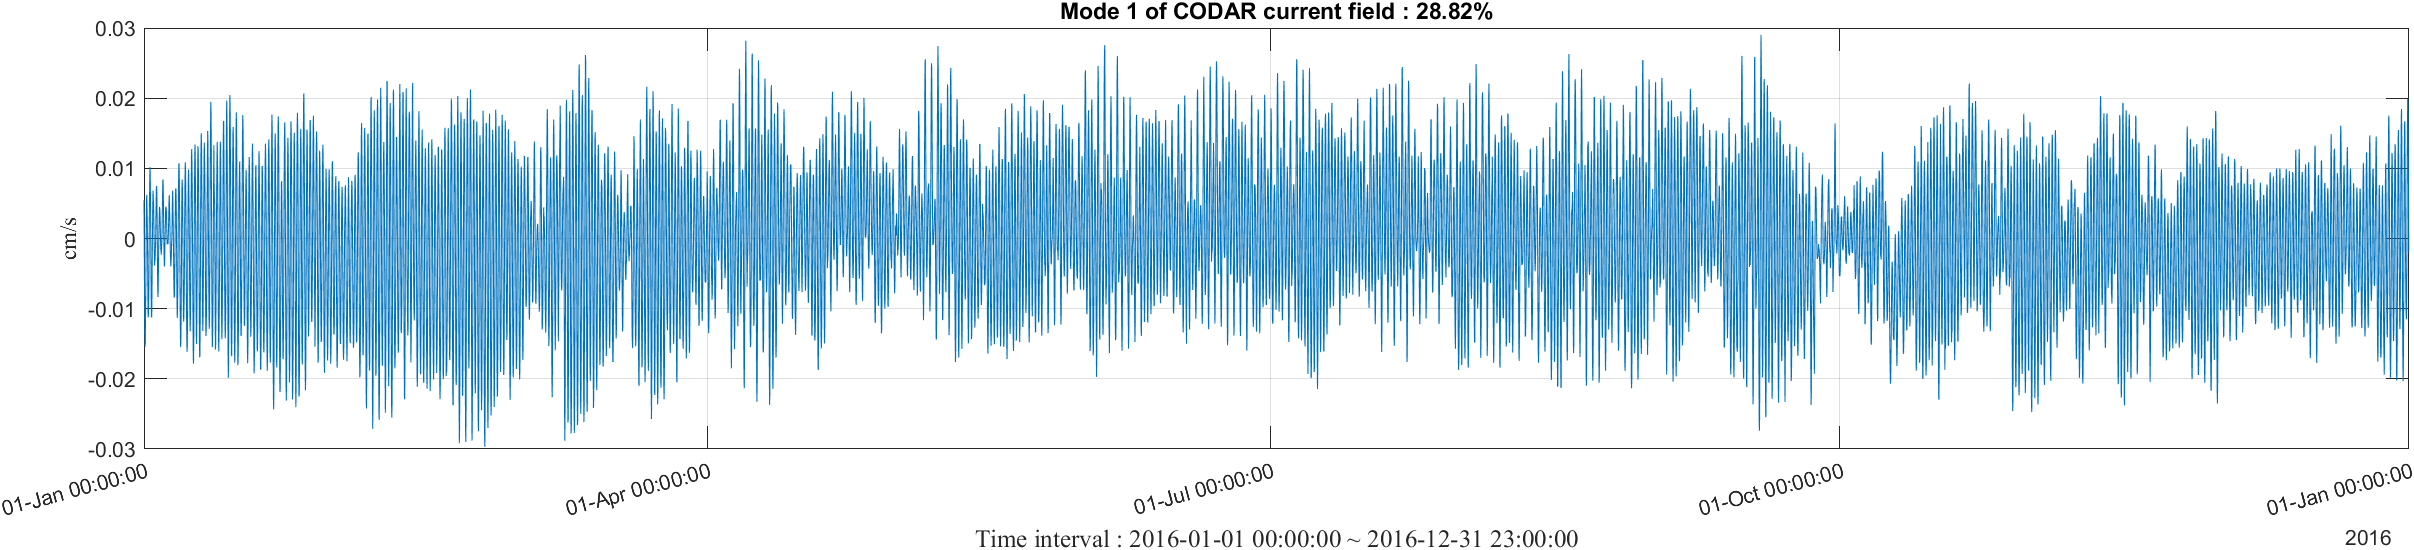 Mode 1 of CODAR current field : 28.82%
0.03
0.02
0.01
0
-0.01
-0.02
-0.03
cm/s
01-Jan 00:00:00
01-Apr 00:00:00
01-Jul 00:00:00
01-Oct 00:00:00
01-Jan 00:00:00
Time interval : 2016-01-01 00:00:00 ~ 2016-12-31 23:00:00
2016